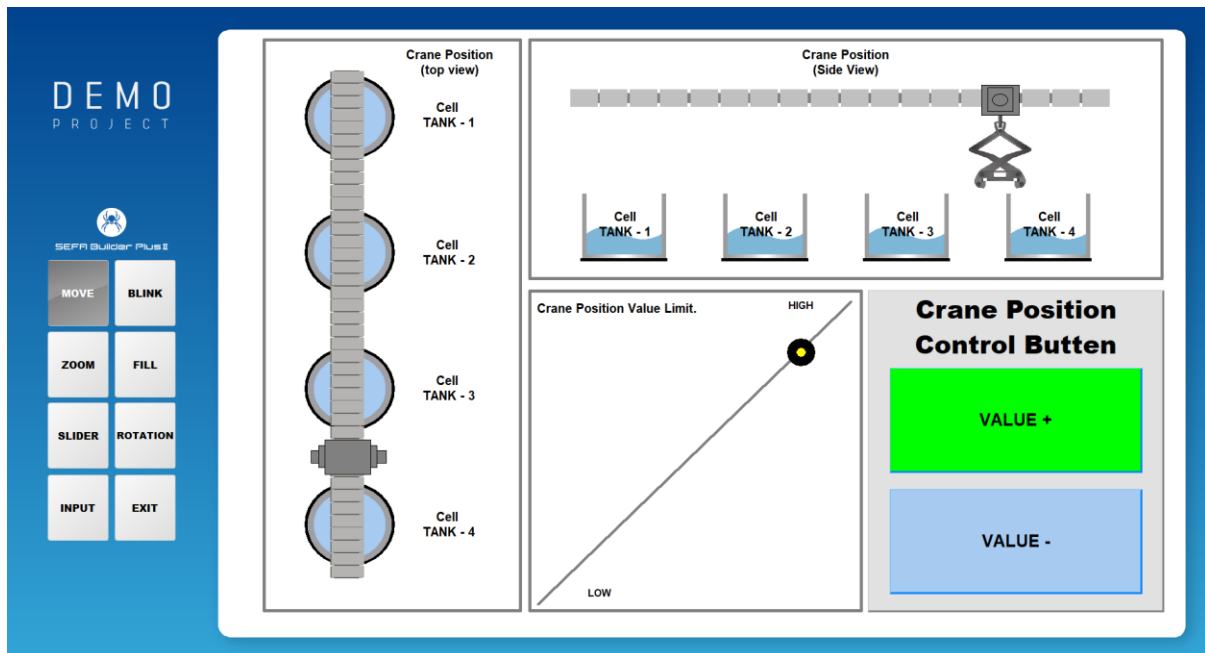 DEMO
PROJECT
SEFA Builder Plus II
MOVE
BLINK
ZOOM
FILL
SLIDER
ROTATION
INPUT
EXIT
Crane Position
(top view)
Cell
TANK - 1
Cell
TANK - 2
Cell
TANK - 3
Cell
TANK - 4
Crane Position
(Side View)
Cell
TANK - 1
Cell
TANK - 2
Cell
TANK - 3
Cell
TANK - 4
Crane Position Value Limit.
HIGH
LOW
Crane Position
Control Butten
VALUE +
VALUE -